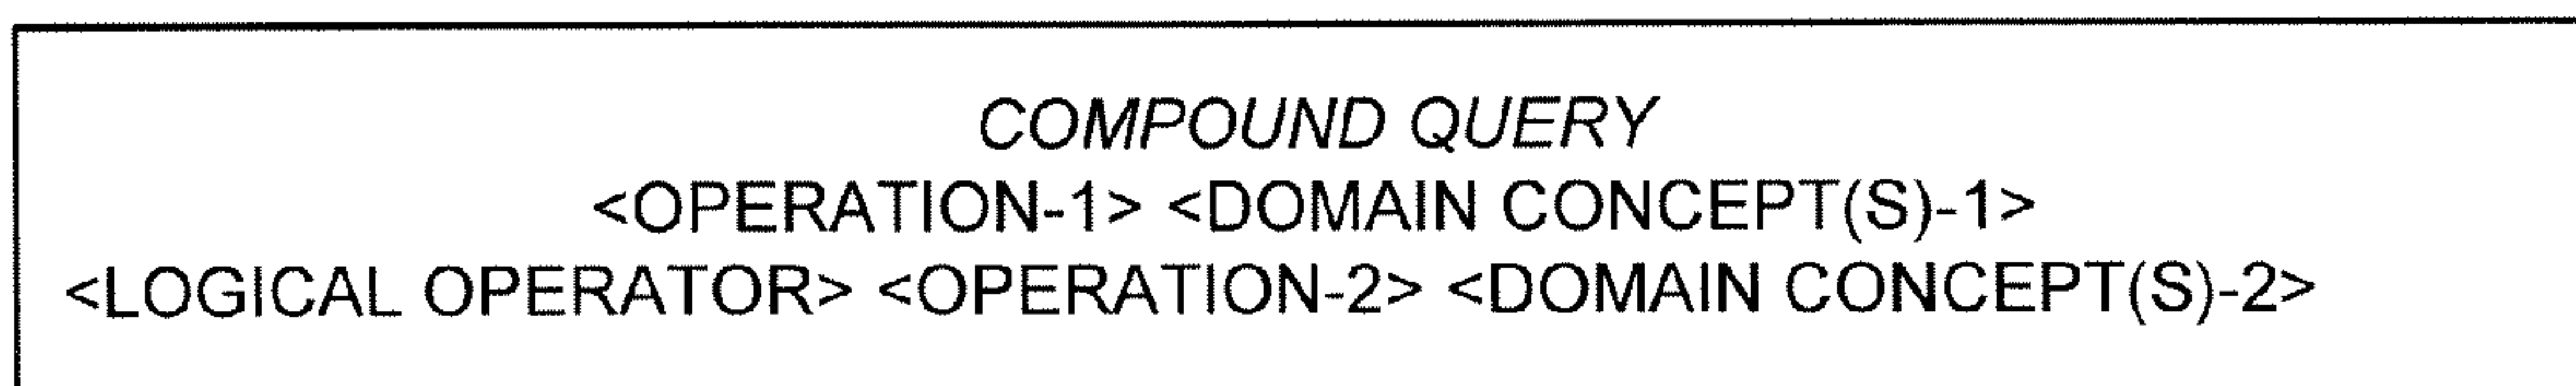 COMPOUND QUERY
<OPERATION-1> <DOMAIN CONCEPT(S)-1>
<LOGICAL OPERATOR> <OPERATION-2> <DOMAIN CONCEPT(S)-2>